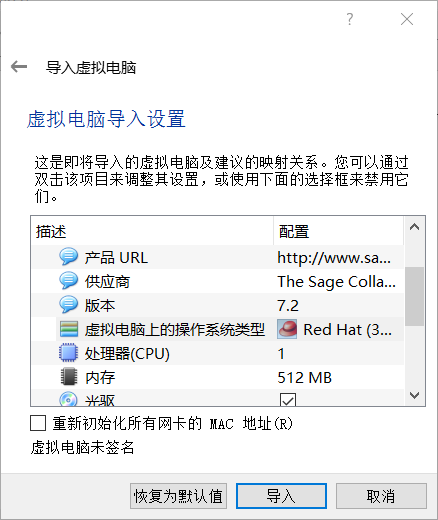 ?
导入虚拟电脑
虚拟电脑导入设置
这是即将导入的虚拟电脑及建议的映射关系。您可以通过
双击该项目来调整其设置，或使用下面的选择框来禁用它
们。
描述 配置
产品 URL http://www.sa...
供应商 The Sage Colla...
版本 7.2
虚拟电脑上的操作系统类型 Red Hat (3...
处理器(CPU) 1
内存 512 MB
光驱
重新初始化所有网卡的 MAC 地址(R)
虚拟电脑未签名
恢复为默认值 导入 取消